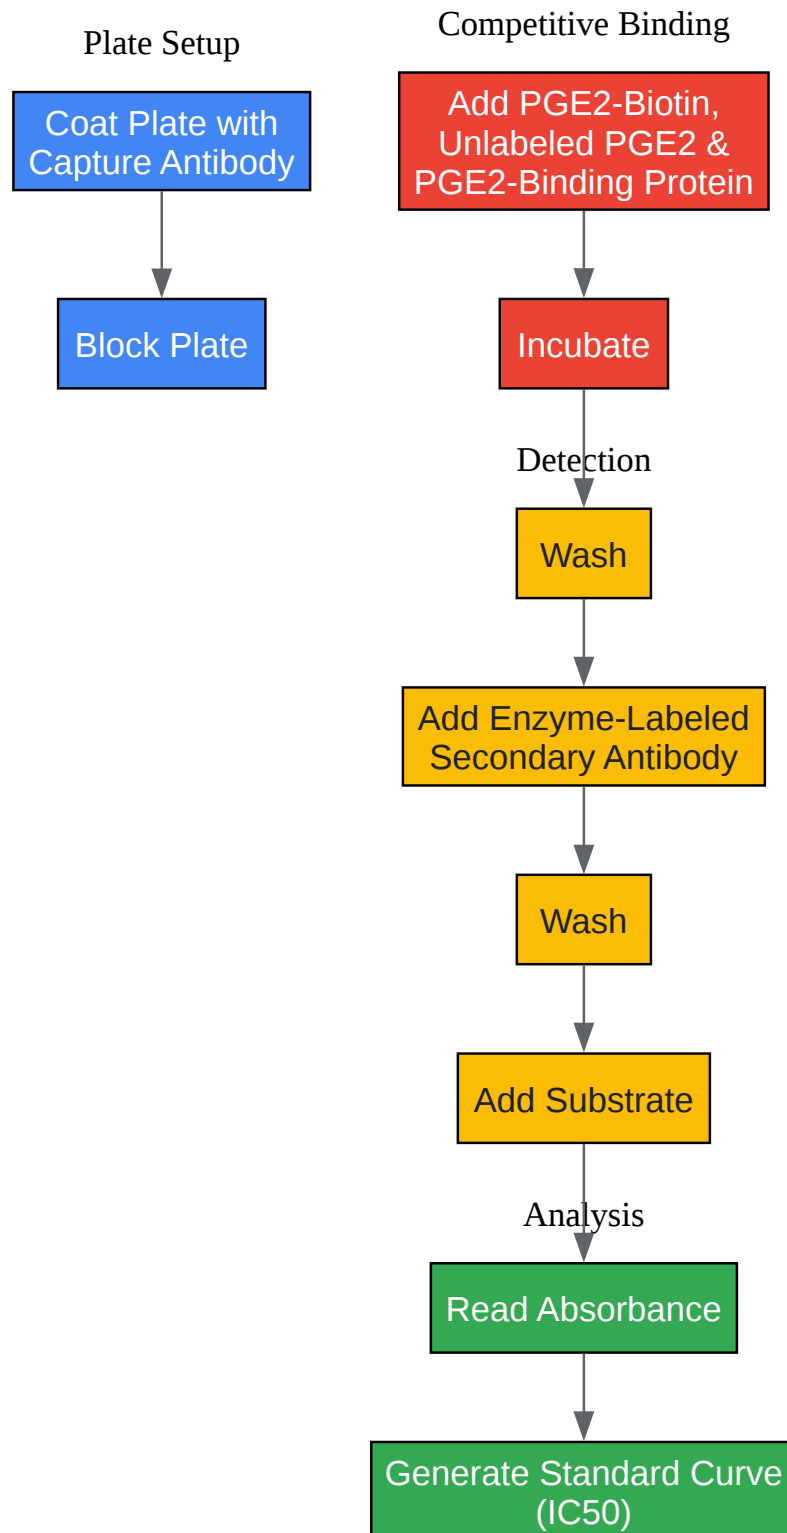 Plate Setup
Coat Plate with
Capture Antibody
Block Plate
Competitive Binding
Add PGE2-Biotin,
Unlabeled PGE2 &
PGE2-Binding Protein
Incubate
Detection
Wash
Add Enzyme-Labeled
Secondary Antibody
Wash
Add Substrate
Analysis
Read Absorbance
Generate Standard Curve
(IC50)